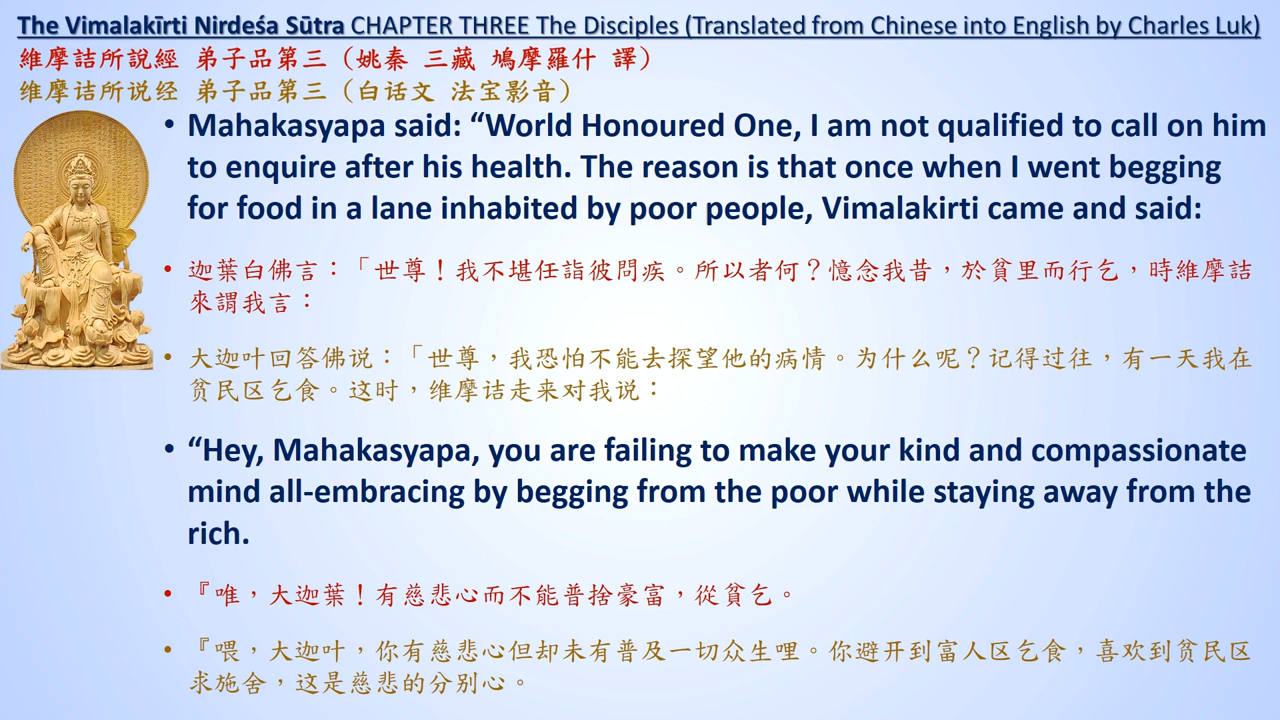 The Vimalakīrti Nirdeśa Sūtra CHAPTER THREE The Disciples (Translated from Chinese into English by Charles Luk)
維摩詰所說經 弟子品第三 (姚秦 三藏 鳩摩羅什 譯)
维摩诘所说经 弟子品第三 (白话文 法宝影音)
• Mahakasyapa said: “World Honoured One, I am not qualified to call on him
to enquire after his health. The reason is that once when I went begging
for food in a lane inhabited by poor people, Vimalakirti came and said:
• 迦葉白佛言：「世尊！我不堪任詣彼問疾。所以者何？憶念我昔，於貧里而行乞，時維摩詰
來謂我言：
• 大迦叶回答佛说：「世尊，我恐怕不能去探望他的病情。为什么呢？记得过往，有一天我在
贫民区乞食。这时，维摩诘走来对我说：
• “Hey, Mahakasyapa, you are failing to make your kind and compassionate
mind all-embracing by begging from the poor while staying away from the
rich.
• 『唯，大迦葉！有慈悲心而不能普捨豪富，從貧乞。
• 『喂，大迦叶，你有慈悲心但却未有普及一切众生哩。你避开到富人区乞食，喜欢到贫民区
求施舍，这是慈悲的分别心。